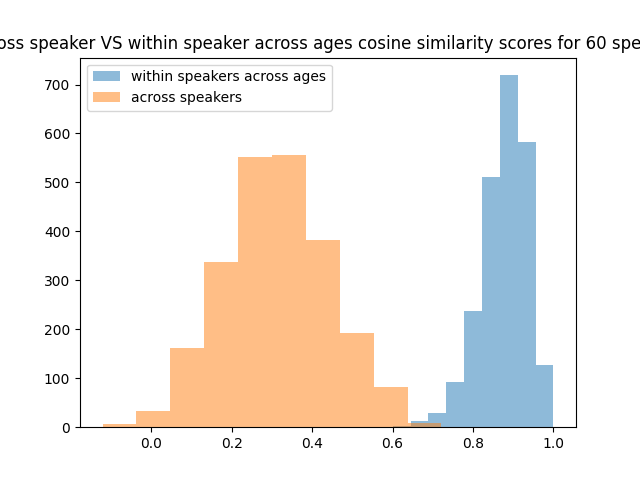 oss speaker VS within speaker across ages cosine similarity scores for 60 spe
within speakers across ages
across speakers
700
600
500
400
300
200
100
0
0.0 0.2 0.4 0.6 0.8 1.0